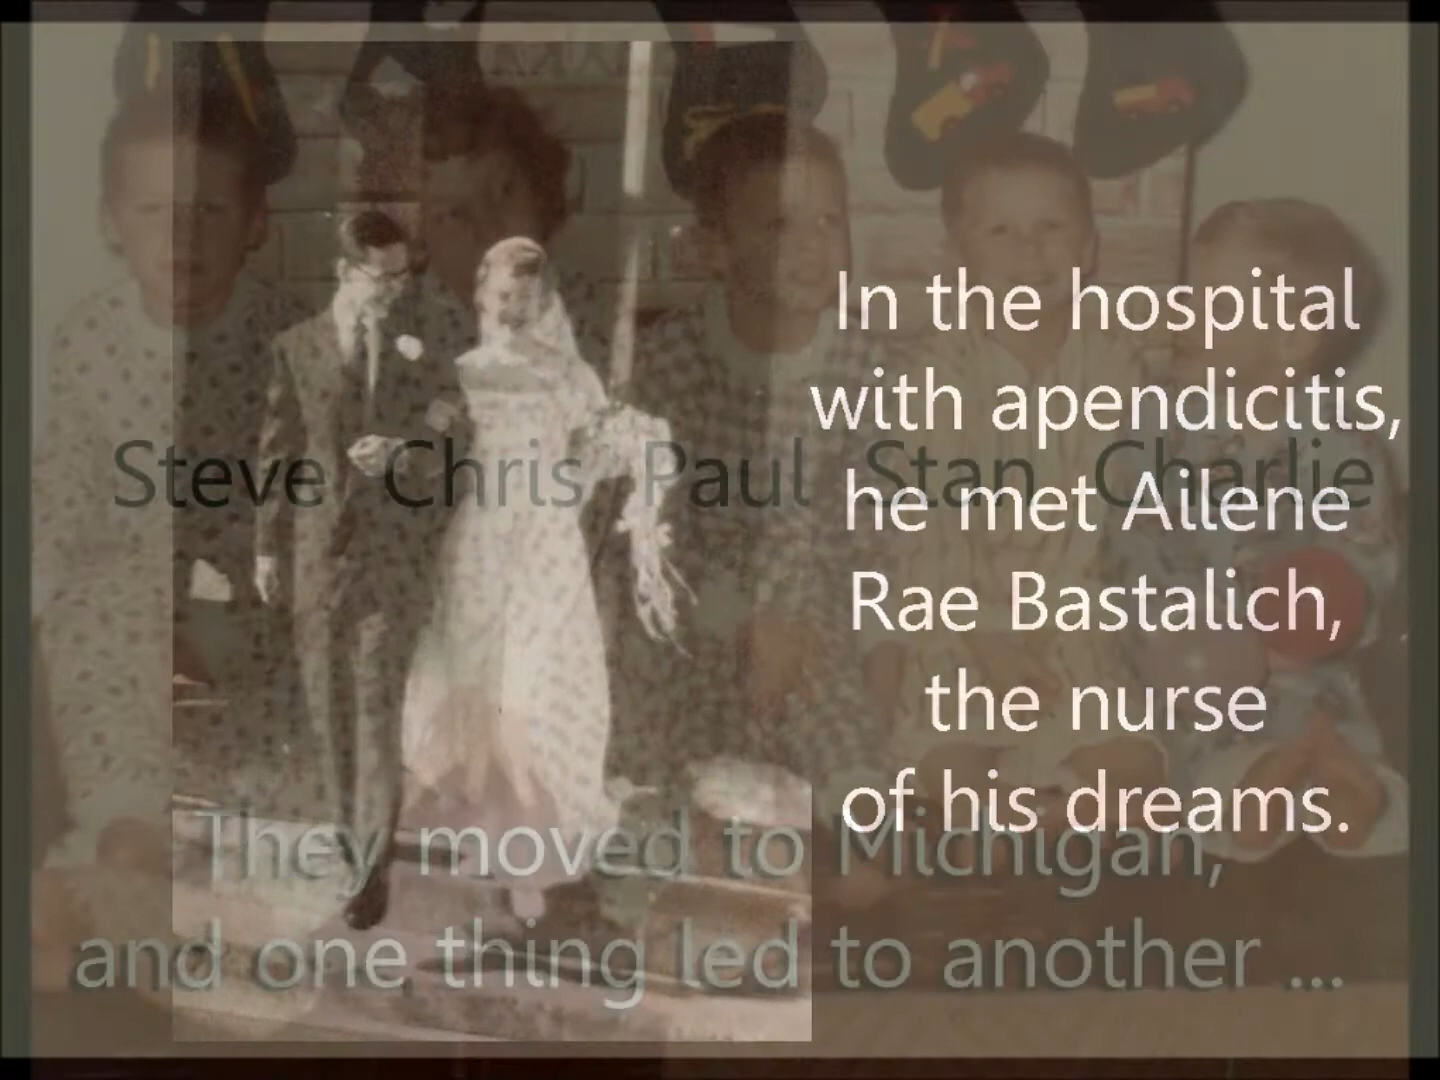 In the hospital
with apendicitis,
he met Ailene
Rae Bastalich,
the nurse
of his dreams.
Steve Chris Paul Stan Charlie
They moved to Michigan,
and one thing led to another ...